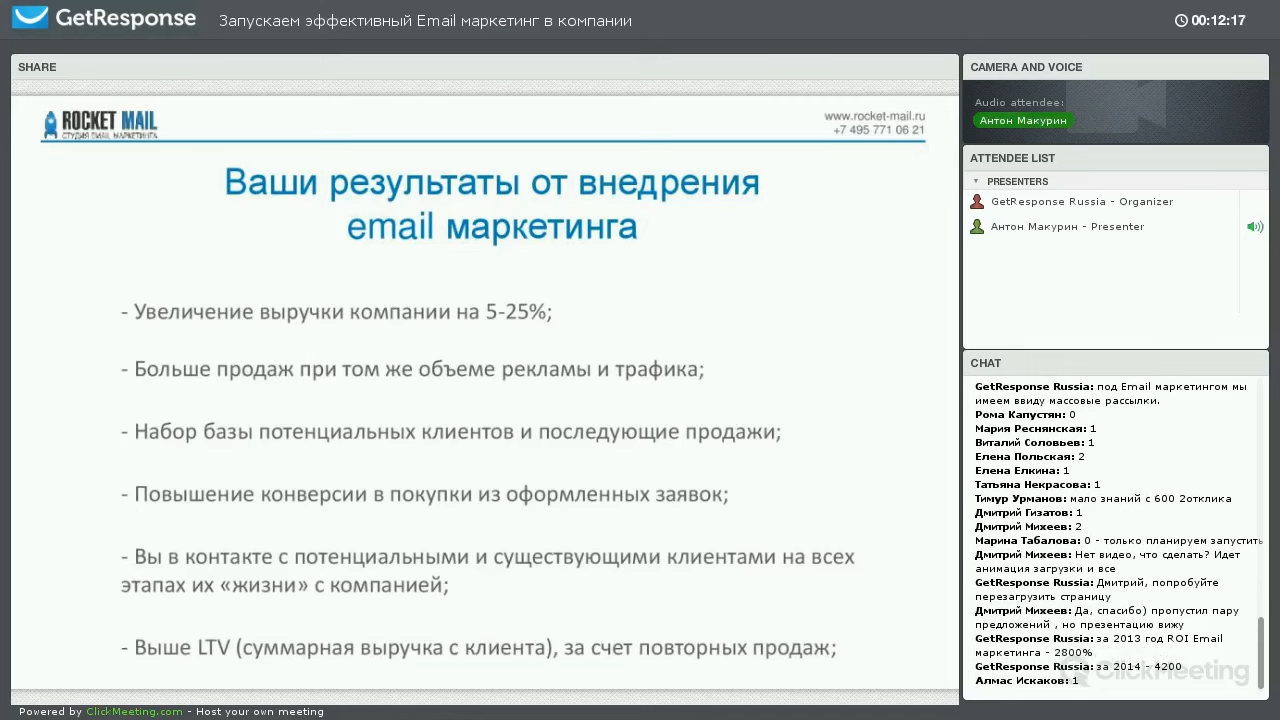 GetResponse
Запускаем эффективный Email маркетинг в компании
00:12:17
SHARE
ROCKET MAIL
СТУДИЯ EMAIL МАРКЕТИНГА
www.rocket-mail.ru
+7 495 771 06 21
Ваши результаты от внедрения
email маркетинга
- Увеличение выручки компании на 5-25%;
- Больше продаж при том же объеме рекламы и трафика;
- Набор базы потенциальных клиентов и последующие продажи;
- Повышение конверсии в покупки из оформленных заявок;
- Вы в контакте с потенциальными и существующими клиентами на всех
этапах их «жизни» с компанией;
- Выше LTV (суммарная выручка с клиента), за счет повторных продаж;
CAMERA AND VOICE
Audio attendee:
Антон Макурин
ATTENDEE LIST
PRESENTERS
GetResponse Russia - Organizer
Антон Макурин - Presenter
CHAT
GetResponse Russia: под Email маркетингом мы
имеем ввиду массовые рассылки.
Рома Капустян: 0
Мария Реснянская: 1
Виталий Соловьев: 1
Елена Польская: 2
Елена Елкина: 1
Татьяна Некрасова: 1
Тимур Урманов: мало знаний с 600 2отклика
Дмитрий Гизатов: 1
Дмитрий Михеев: 2
Марина Табалова: 0 - только планируем запустить
Дмитрий Михеев: Нет видео, что сделать? Идет
анимация загрузки и все
GetResponse Russia: Дмитрий, попробуйте
перезагрузить страницу
Дмитрий Михеев: Да, спасибо) пропустил пару
предложений , но презентацию вижу
GetResponse Russia: за 2013 год ROI Email
маркетинга - 2800%
GetResponse Russia: за 2014 - 4200
Алмас Искаков: 1
ClickMeeting
Powered by ClickMeeting.com - Host your own meeting